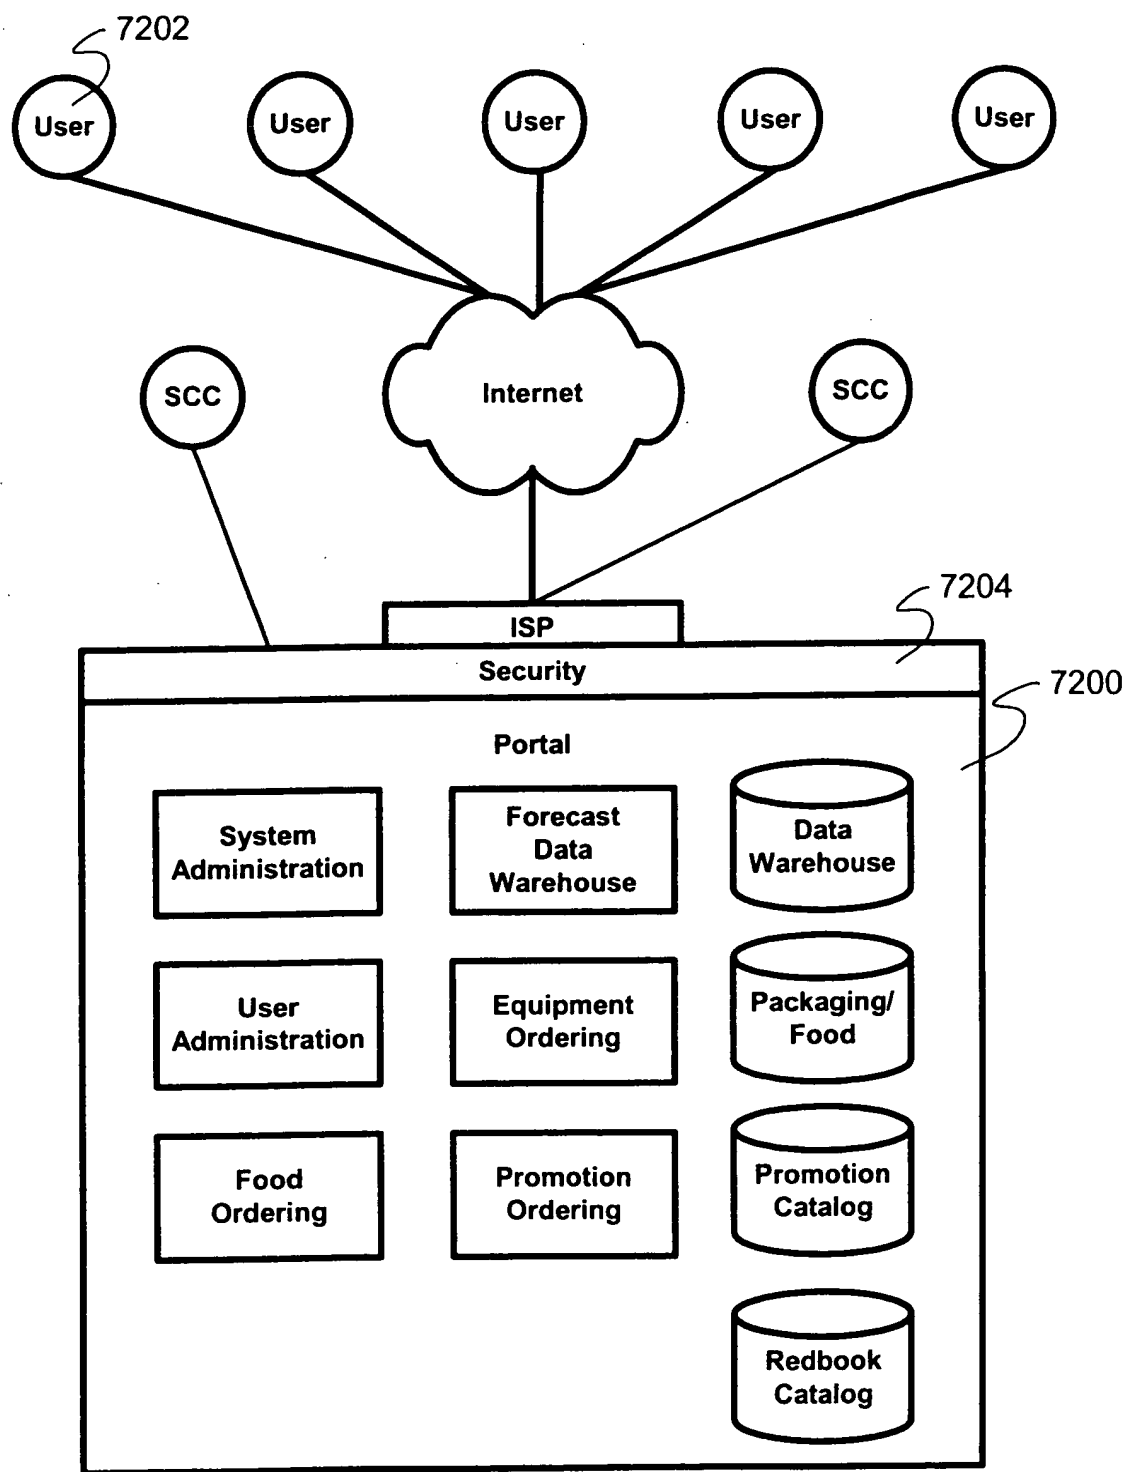 7202
User
User
User
User
User
Internet
SCC
SCC
7204
ISP
Security
7200
Portal
System
Administration
Forecast
Data
Warehouse
Data
Warehouse
User
Administration
Equipment
Ordering
Packaging/
Food
Food
Ordering
Promotion
Ordering
Promotion
Catalog
Redbook
Catalog